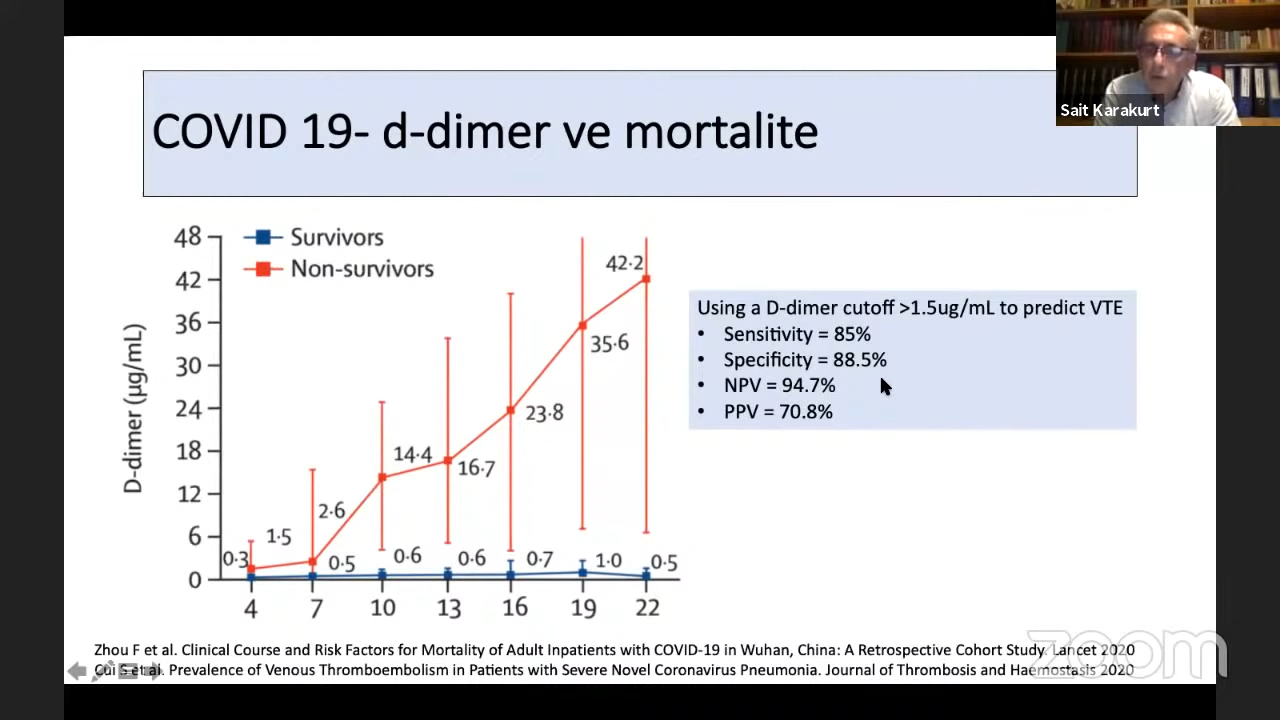 Sait Karakurt
COVID 19- d-dimer ve mortalite
Survivors
Non-survivors
D-dimer (μg/mL)
48
42
36
30
24
18
12
6
0
0·3
1·5
2·6
14·4
16·7
23·8
35·6
42·2
0·5
0·6
0·6
0·7
1·0
0·5
4 7 10 13 16 19 22
Using a D-dimer cutoff >1.5ug/mL to predict VTE
• Sensitivity = 85%
• Specificity = 88.5%
• NPV = 94.7%
• PPV = 70.8%
Zhou F et al. Clinical Course and Risk Factors for Mortality of Adult Inpatients with COVID-19 in Wuhan, China: A Retrospective Cohort Study. Lancet 2020
Cui S et al. Prevalence of Venous Thromboembolism in Patients with Severe Novel Coronavirus Pneumonia. Journal of Thrombosis and Haemostasis 2020
zoom